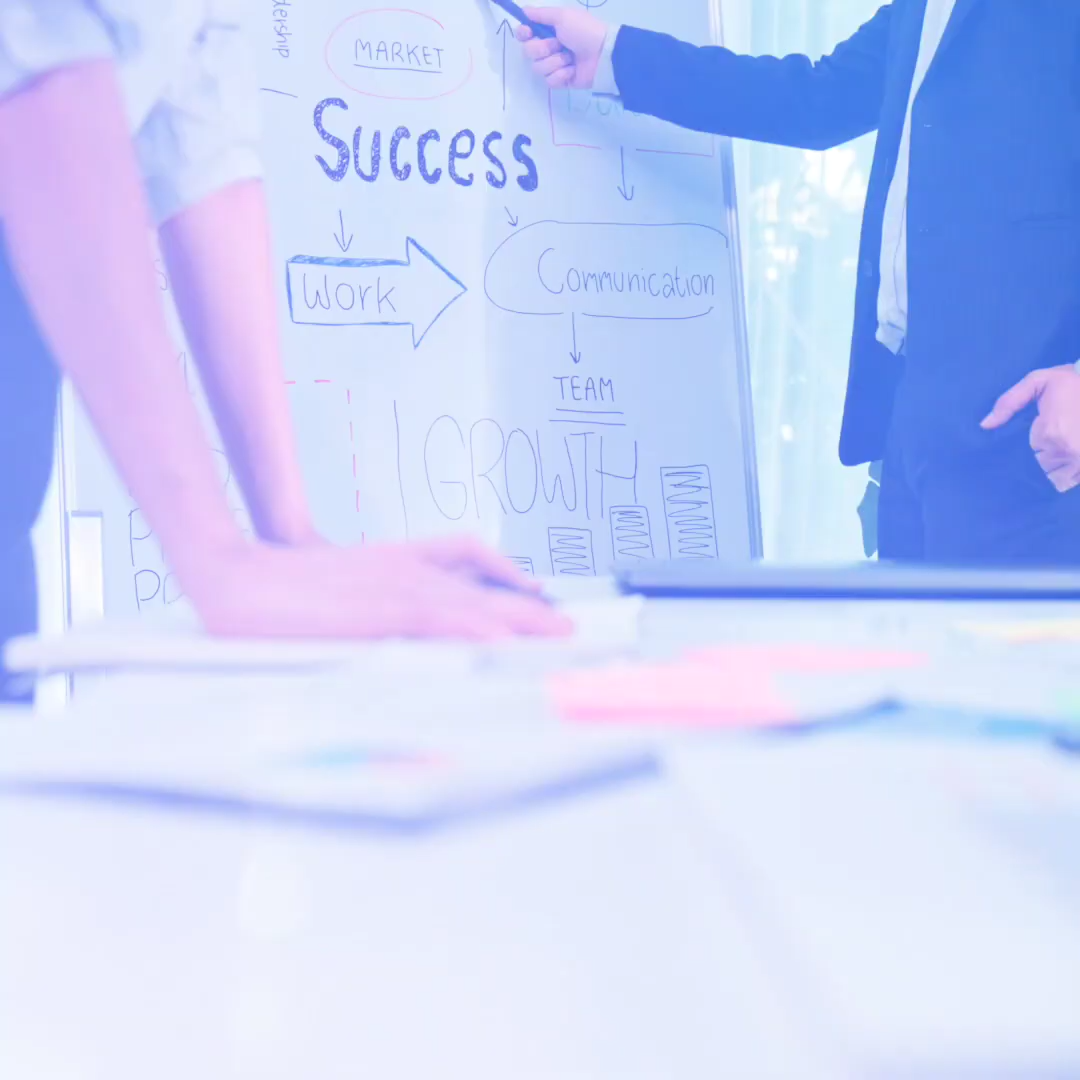 MARKET
Success
Work
Communication
TEAM
GROWTH